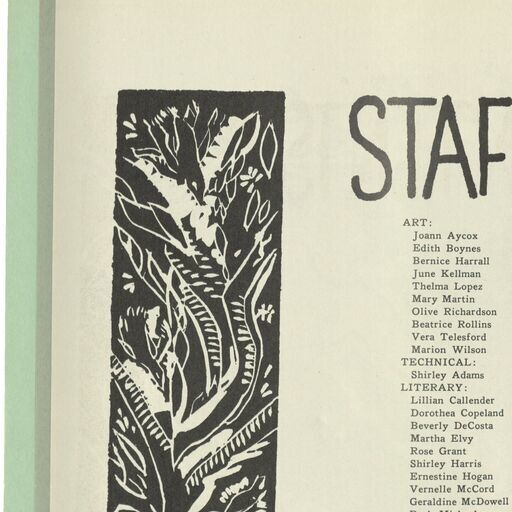 STAF
ART:
Joann Aycox
Edith Boynes
Bernice Harrall
June Kellman
Thelma Lopez
Mary Martin
Olive Richardson
Beatrice Rollins
Vera Telesford
Marion Wilson
TECHNICAL:
Shirley Adams
LITERARY:
Lillian Callender
Dorothea Copeland
Beverly DeCosta
Martha Elvy
Rose Grant
Shirley Harris
Ernestine Hogan
Vernelle McCord
Geraldine McDowell